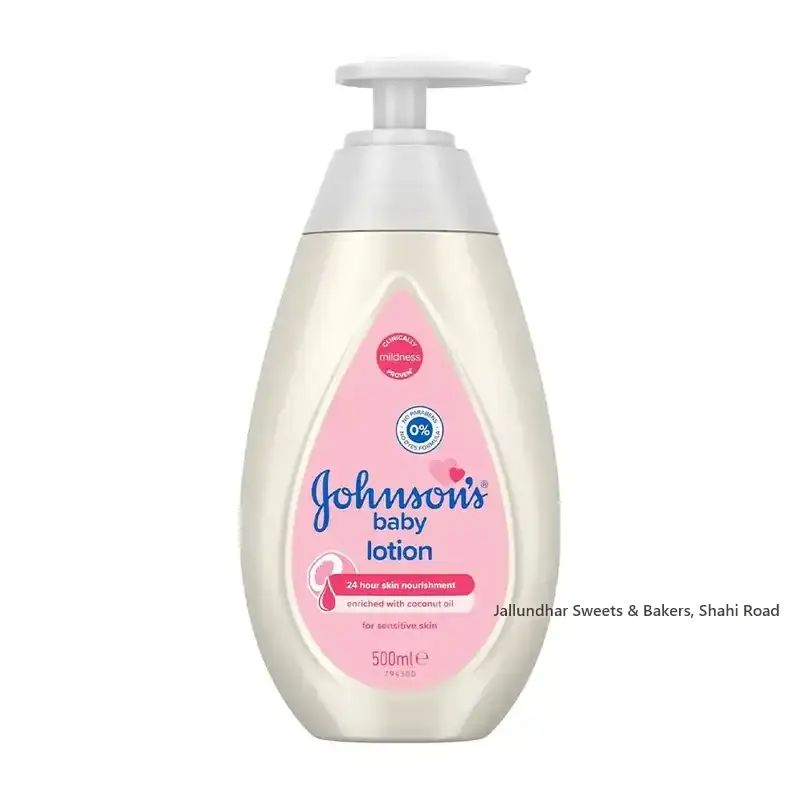 CLINICALLY
mildness
PROVEN
NO PARABENS
0%
NO DYES FORMULA
Johnson's®
baby
lotion
24 hour skin nourishment
enriched with coconut oil
for sensitive skin
Jallundhar Sweets & Bakers, Shahi Road
500ml℮